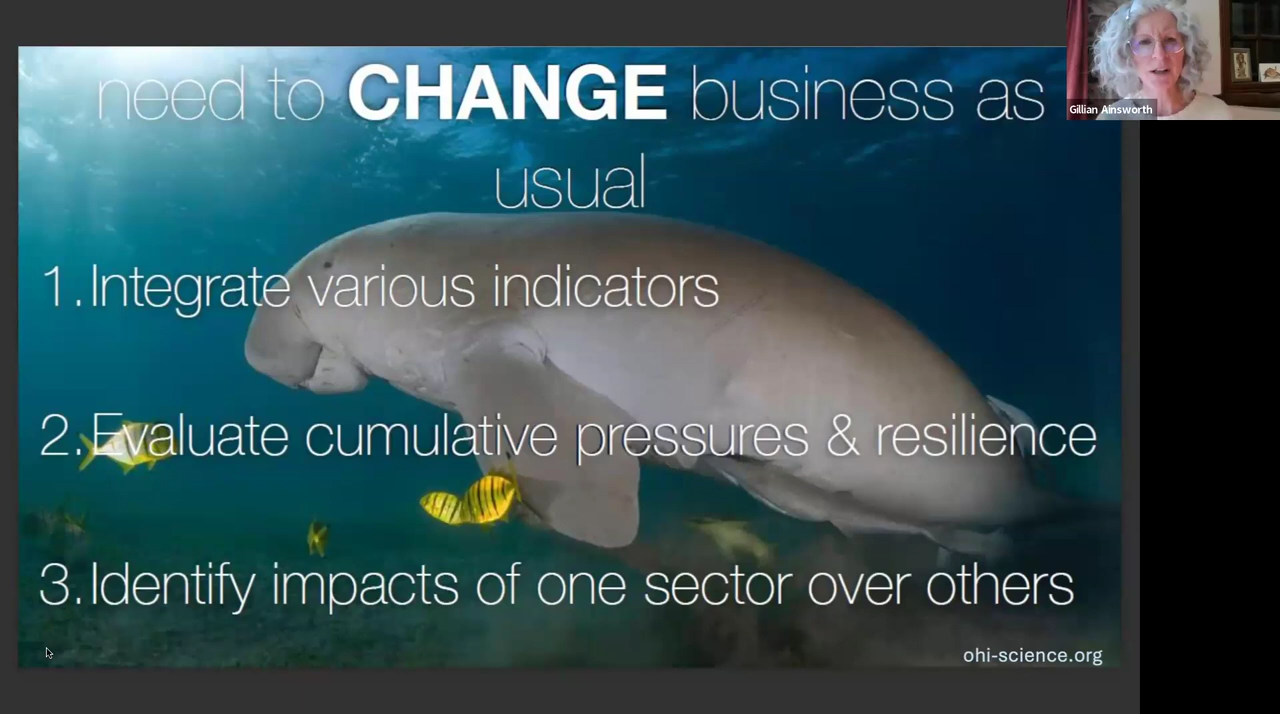 need to CHANGE business as
usual
1. Integrate various indicators
2. Evaluate cumulative pressures & resilience
3. Identify impacts of one sector over others
ohi-science.org
Gillian Ainsworth